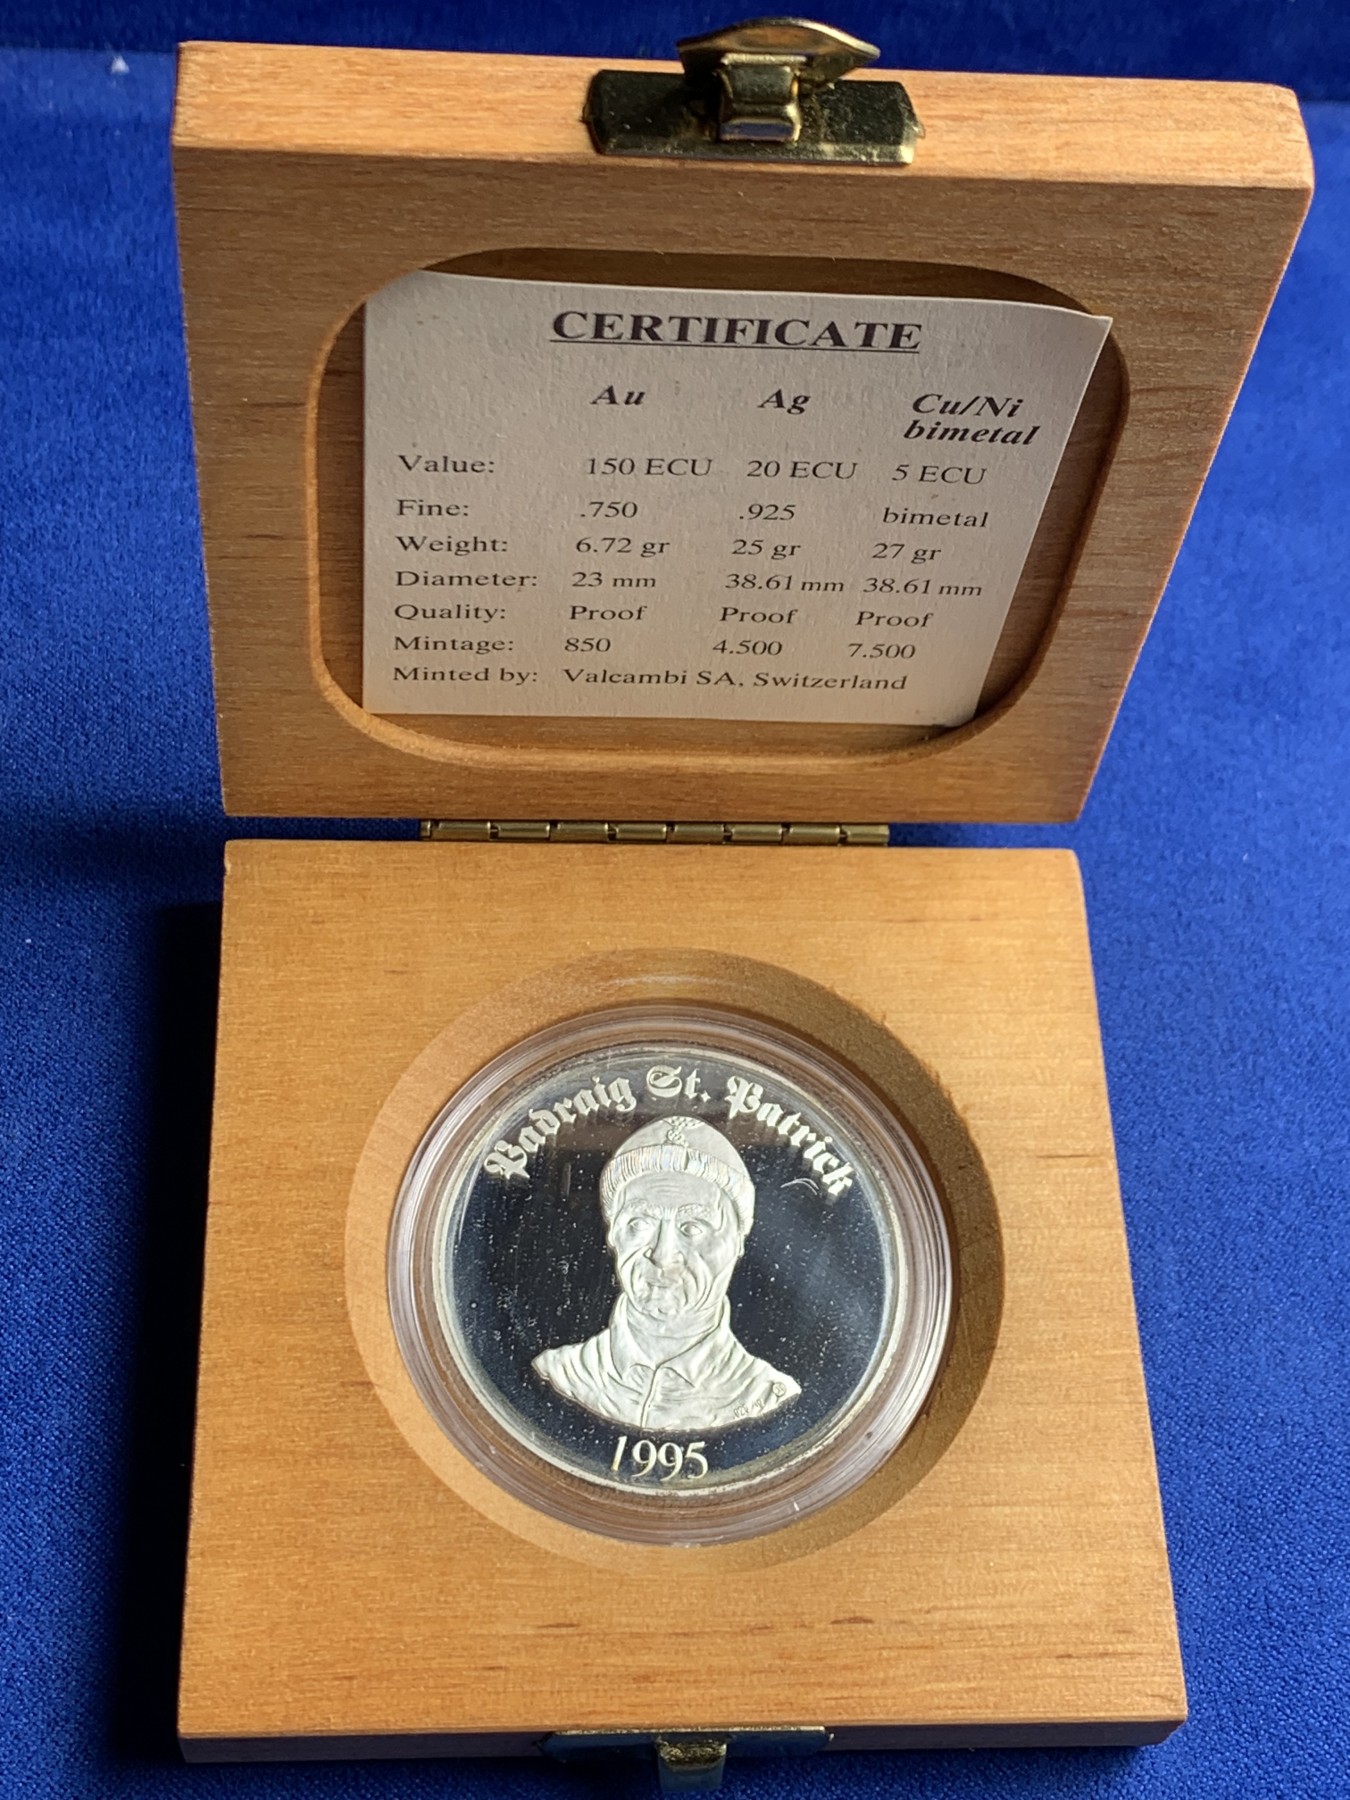 CERTIFICATE
Au Ag Cu/Ni
bimetal
Value: 150 ECU 20 ECU 5 ECU
Fine: .750 .925 bimetal
Weight: 6.72 gr 25 gr 27 gr
Diameter: 23 mm 38.61 mm 38.61 mm
Quality: Proof Proof Proof
Mintage: 850 4.500 7.500
Minted by: Valcambi SA, Switzerland
Padraig St. Patrick
1995